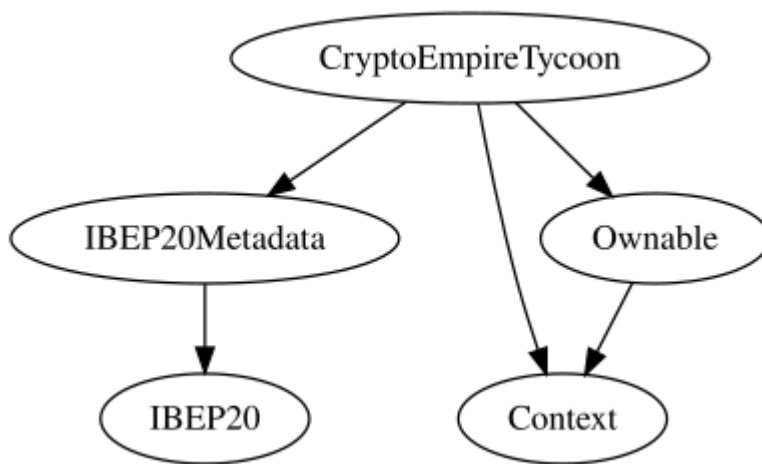 CryptoEmpireTycoon
IBEP20Metadata
Ownable
IBEP20
Context